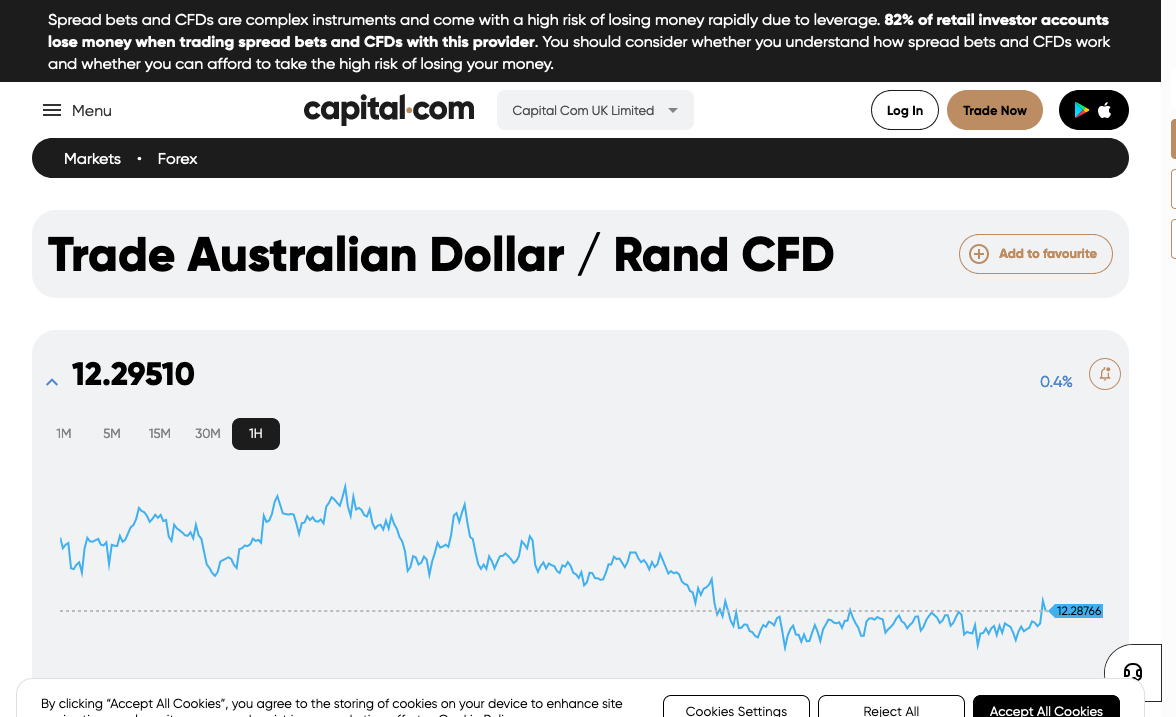 Spread bets and CFDs are complex instruments and come with a high risk of losing money rapidly due to leverage. 82% of retail investor accounts
lose money when trading spread bets and CFDs with this provider. You should consider whether you understand how spread bets and CFDs work
and whether you can afford to take the high risk of losing your money.
Menu
capital.com
Capital Com UK Limited
Log In
Trade Now
Markets • Forex
Trade Australian Dollar / Rand CFD
Add to favourite
12.29510
0.4%
1M 5M 15M 30M 1H
12.28766
By clicking “Accept All Cookies”, you agree to the storing of cookies on your device to enhance site
Cookies Settings
Reject All
Accept All Cookies